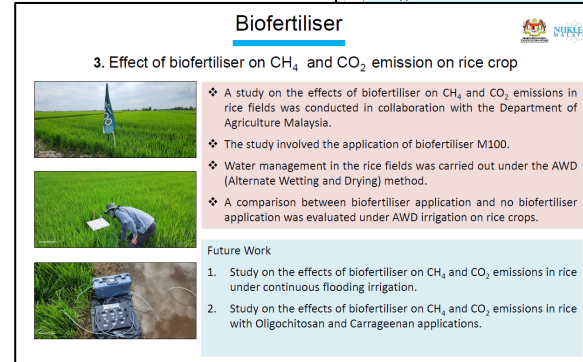 Biofertiliser
NUKLE
MALAY
3. Effect of biofertiliser on CH₄ and CO₂ emission on rice crop
❖ A study on the effects of biofertiliser on CH₄ and CO₂ emissions in
rice fields was conducted in collaboration with the Department of
Agriculture Malaysia.
❖ The study involved the application of biofertiliser M100.
❖ Water management in the rice fields was carried out under the AWD
(Alternate Wetting and Drying) method.
❖ A comparison between biofertiliser application and no biofertiliser
application was evaluated under AWD irrigation on rice crops.
Future Work
1. Study on the effects of biofertiliser on CH₄ and CO₂ emissions in rice
under continuous flooding irrigation.
2. Study on the effects of biofertiliser on CH₄ and CO₂ emissions in rice
with Oligochitosan and Carrageenan applications.